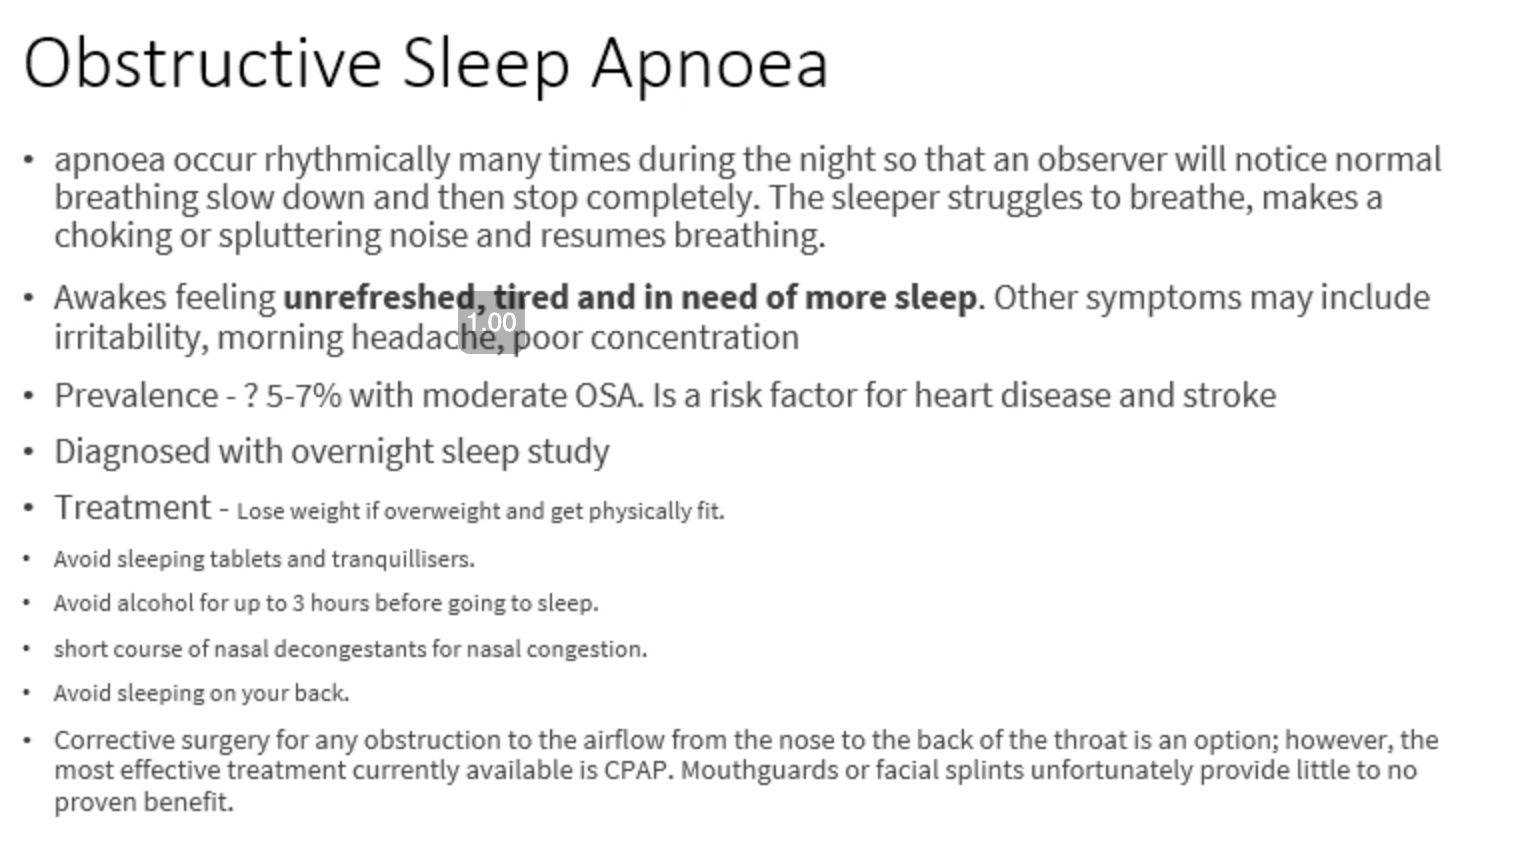 Obstructive Sleep Apnoea
• apnoea occur rhythmically many times during the night so that an observer will notice normal
breathing slow down and then stop completely. The sleeper struggles to breathe, makes a
choking or spluttering noise and resumes breathing.
• Awakes feeling unrefreshed, tired and in need of more sleep. Other symptoms may include
irritability, morning headache, poor concentration
1.00
• Prevalence - ? 5-7% with moderate OSA. Is a risk factor for heart disease and stroke
• Diagnosed with overnight sleep study
• Treatment - Lose weight if overweight and get physically fit.
• Avoid sleeping tablets and tranquillisers.
• Avoid alcohol for up to 3 hours before going to sleep.
• short course of nasal decongestants for nasal congestion.
• Avoid sleeping on your back.
• Corrective surgery for any obstruction to the airflow from the nose to the back of the throat is an option; however, the
most effective treatment currently available is CPAP. Mouthguards or facial splints unfortunately provide little to no
proven benefit.